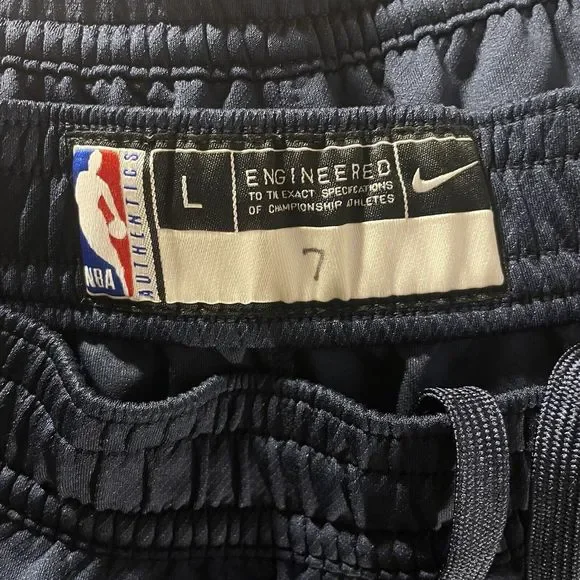 NBA
AUTHENTICS
L
ENGINEERED
TO THE EXACT SPECIFICATIONS
OF CHAMPIONSHIP ATHLETES
7